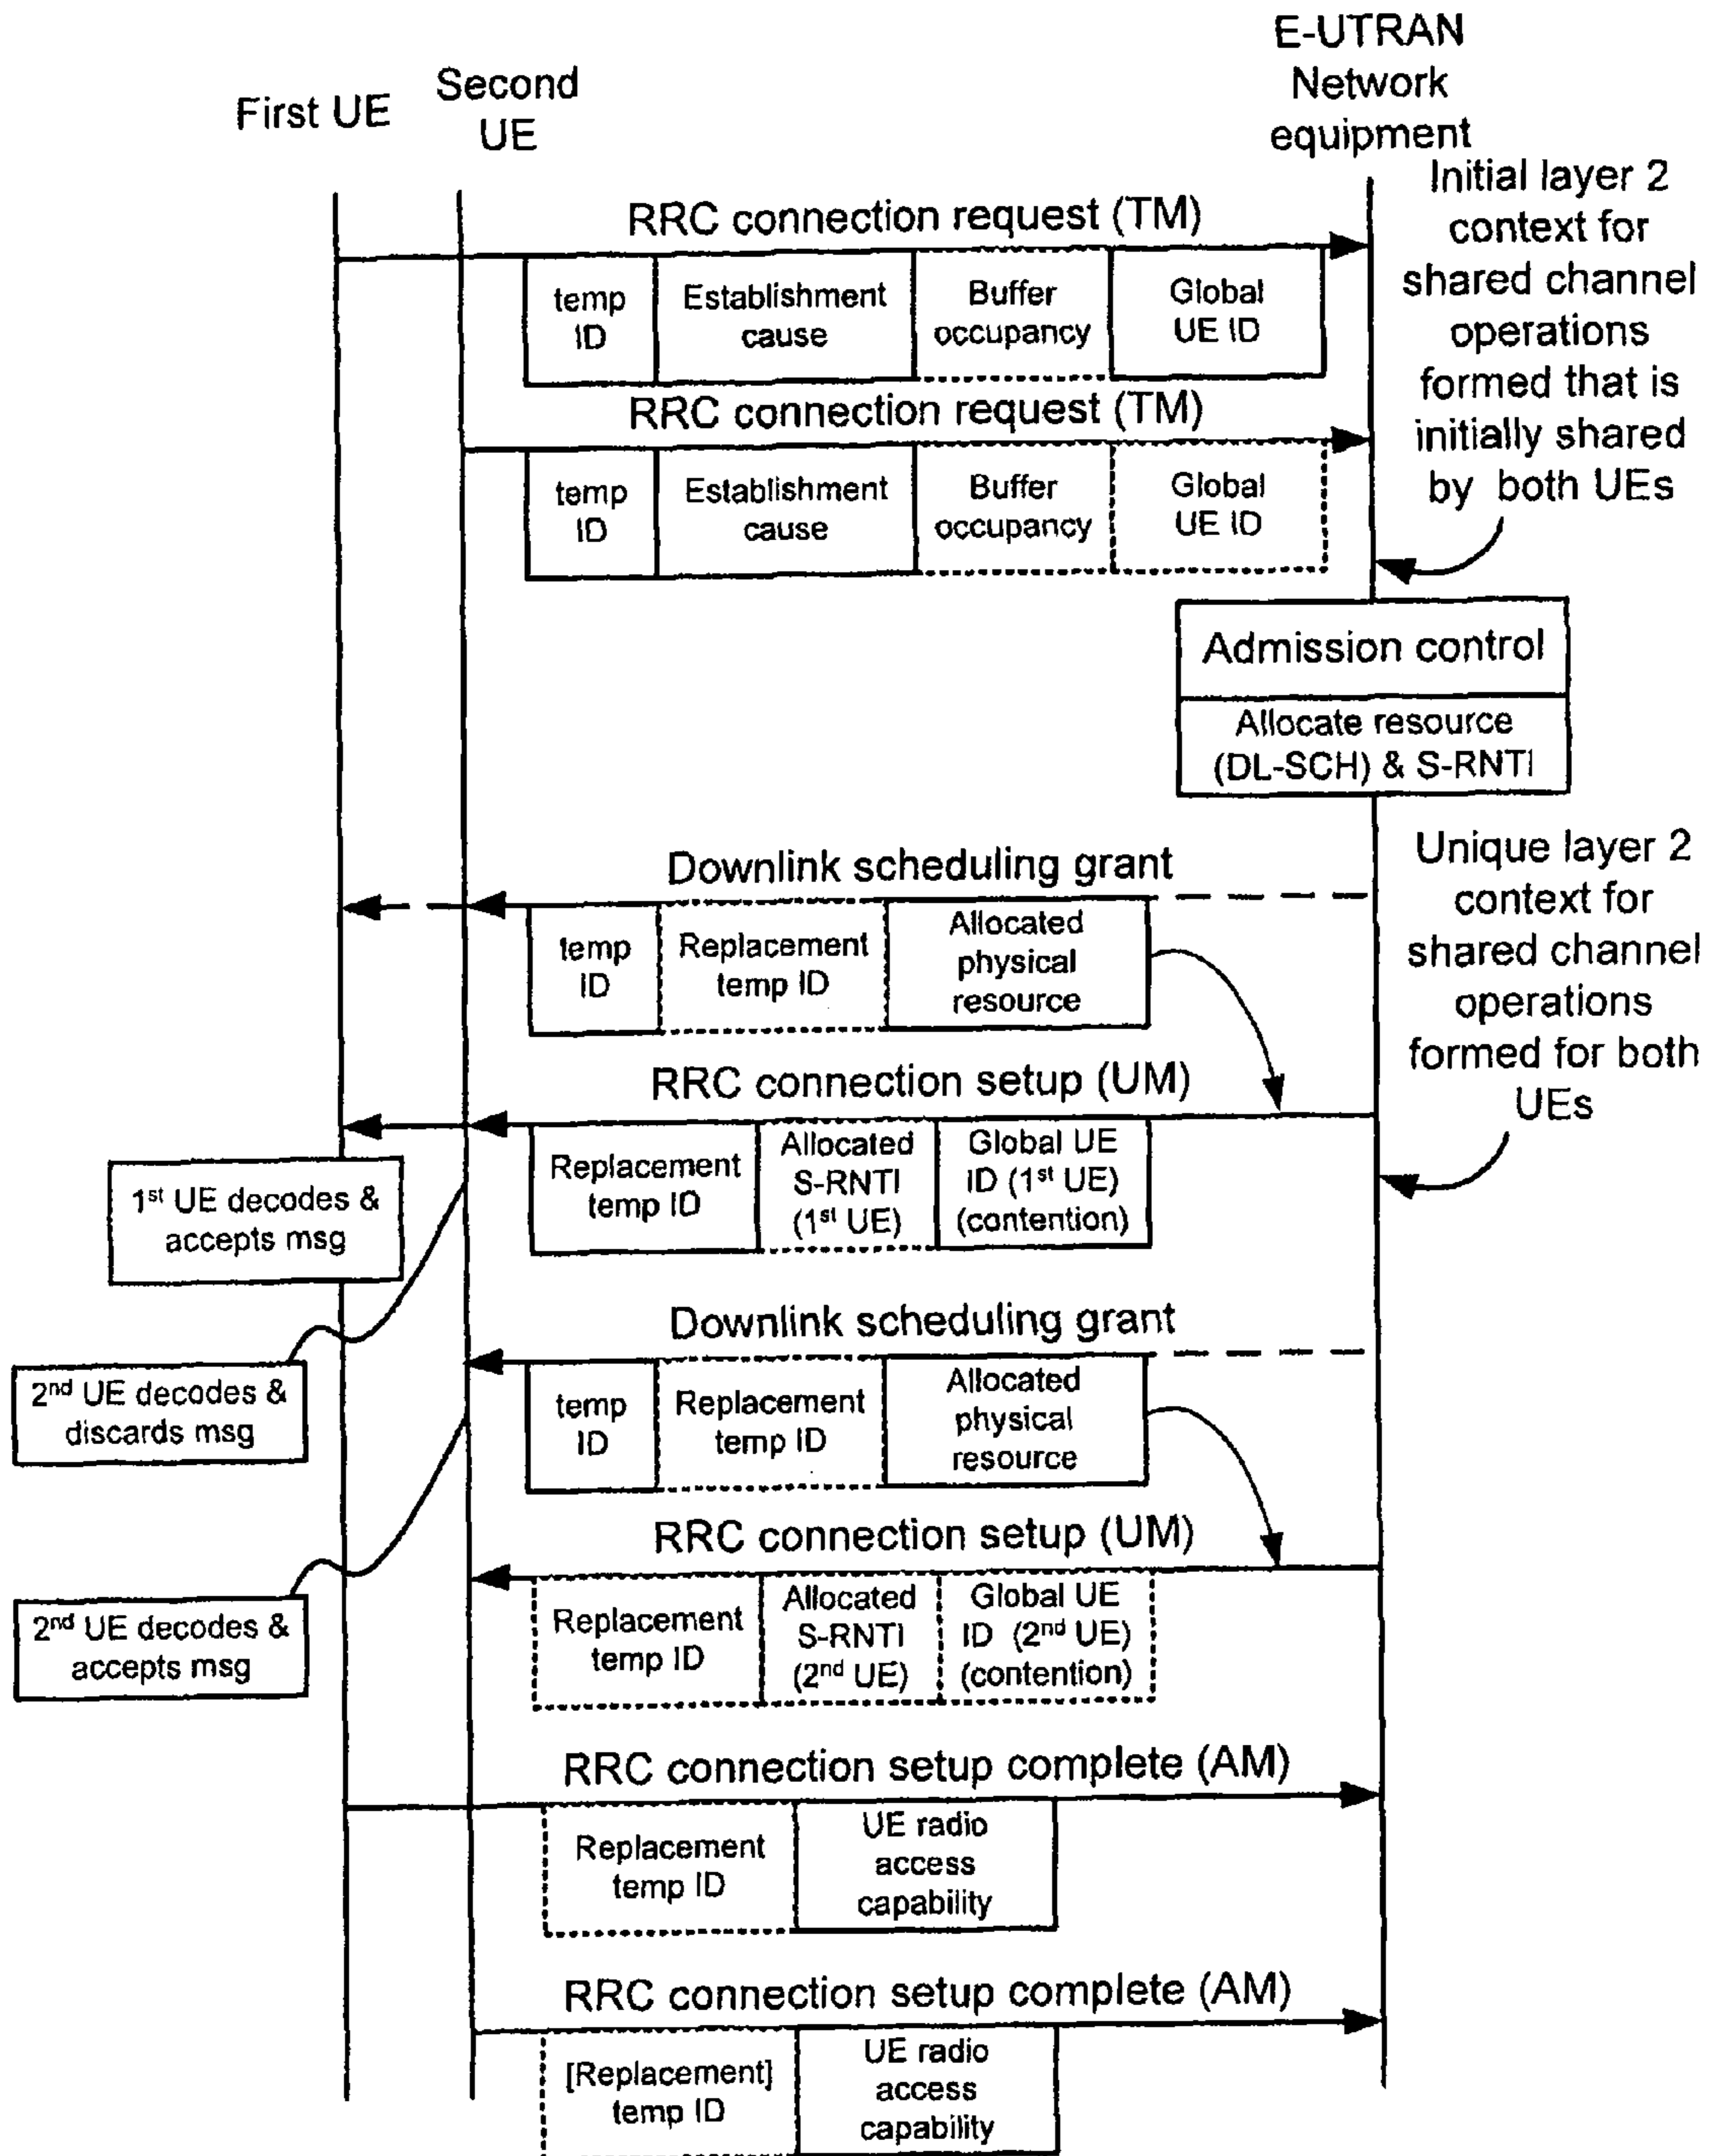 First UE
Second
UE
E-UTRAN
Network
equipment
Initial layer 2
context for
shared channel
operations
formed that is
initially shared
by both UEs
RRC connection request (TM)
temp
ID
Establishment
cause
Buffer
occupancy
Global
UE ID
RRC connection request (TM)
temp
ID
Establishment
cause
Buffer
occupancy
Global
UE ID
Admission control
Allocate resource
(DL-SCH) & S-RNTI
Unique layer 2
context for
shared channel
operations
formed for both
UEs
Downlink scheduling grant
temp
ID
Replacement
temp ID
Allocated
physical
resource
RRC connection setup (UM)
Replacement
temp ID
Allocated
S-RNTI
(1st UE)
Global UE
ID (1st UE)
(contention)
1st UE decodes &
accepts msg
2nd UE decodes &
discards msg
Downlink scheduling grant
temp
ID
Replacement
temp ID
Allocated
physical
resource
RRC connection setup (UM)
Replacement
temp ID
Allocated
S-RNTI
(2nd UE)
Global UE
ID (2nd UE)
(contention)
2nd UE decodes &
accepts msg
RRC connection setup complete (AM)
Replacement
temp ID
UE radio
access
capability
RRC connection setup complete (AM)
[Replacement]
temp ID
UE radio
access
capability